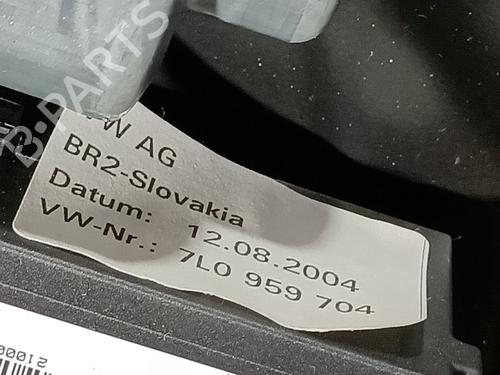 B-PARTS
W AG
BR2-Slovakia
Datum: 12.08.2004
VW-Nr.: 7L0 959 704